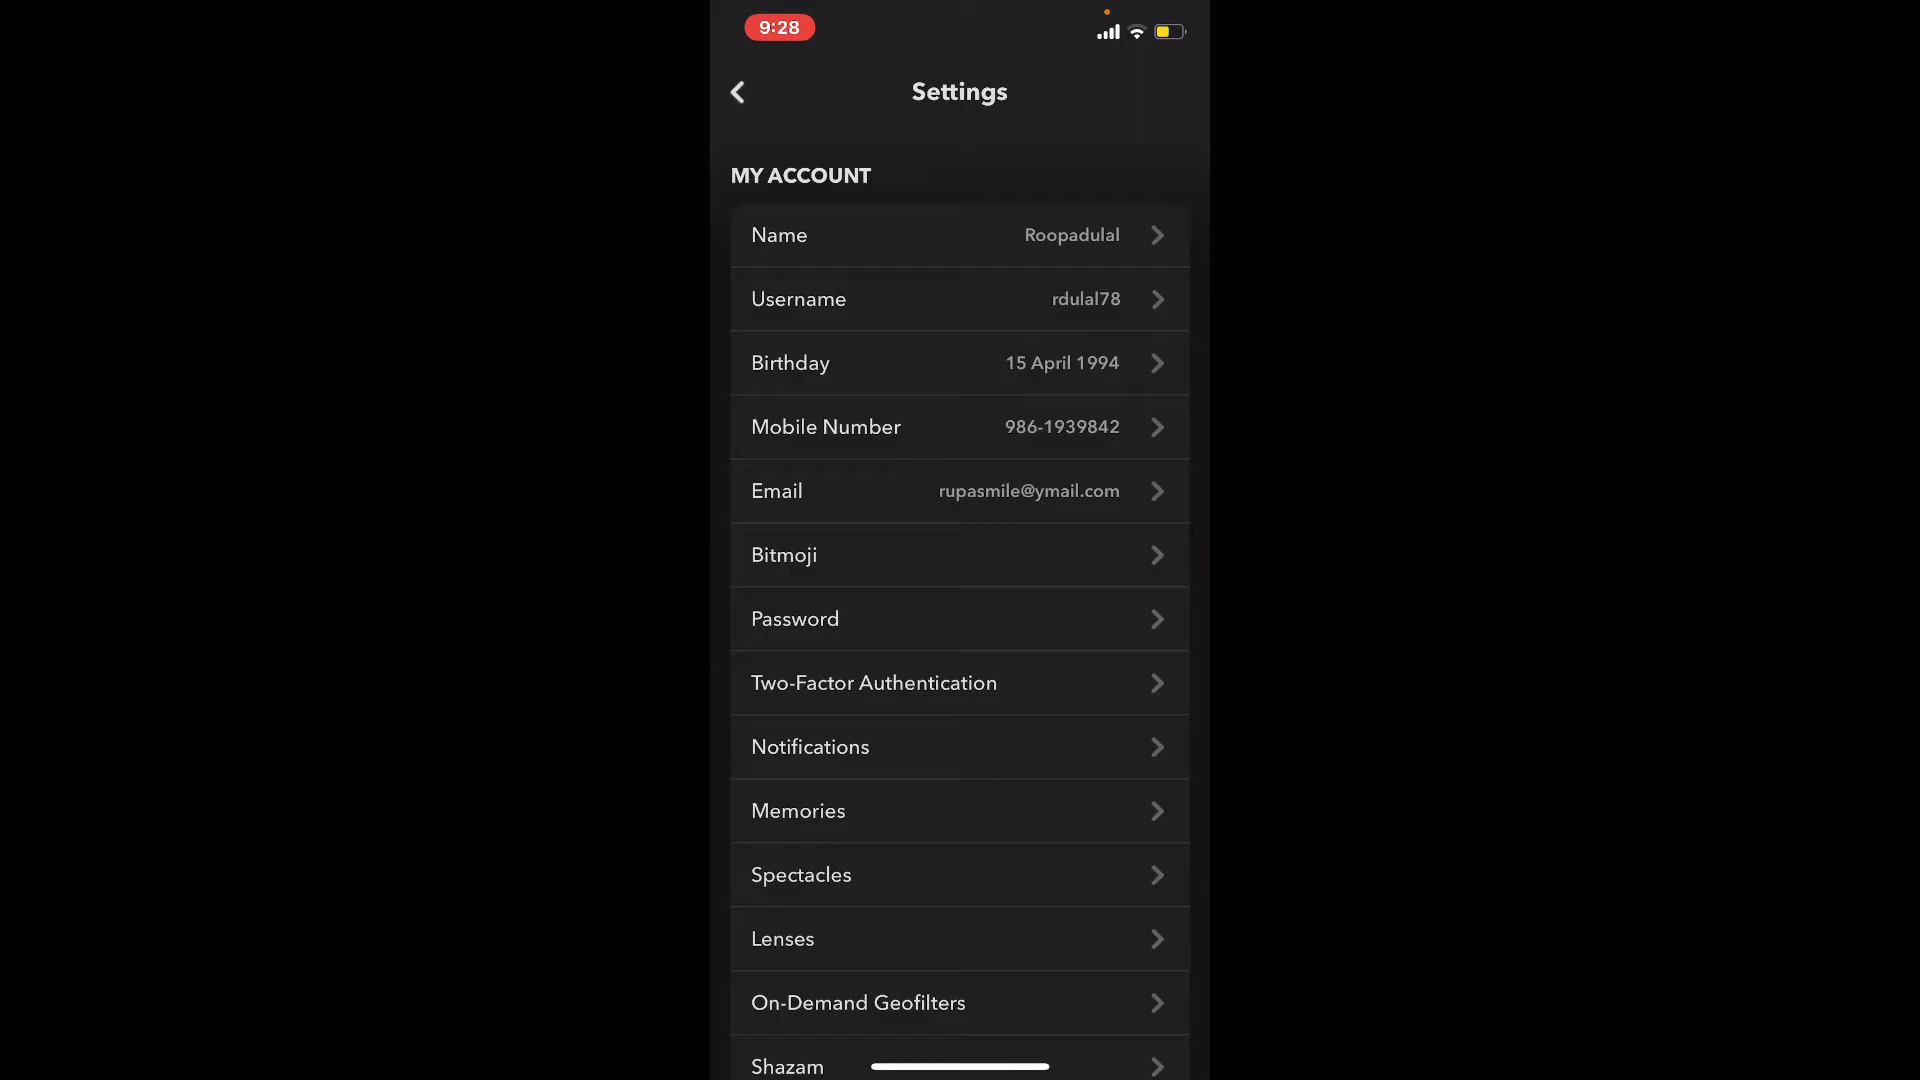 9:28
Settings
MY ACCOUNT
Name Roopadulal
Username rdulal78
Birthday 15 April 1994
Mobile Number 986-1939842
Email rupasmile@ymail.com
Bitmoji
Password
Two-Factor Authentication
Notifications
Memories
Spectacles
Lenses
On-Demand Geofilters
Shazam